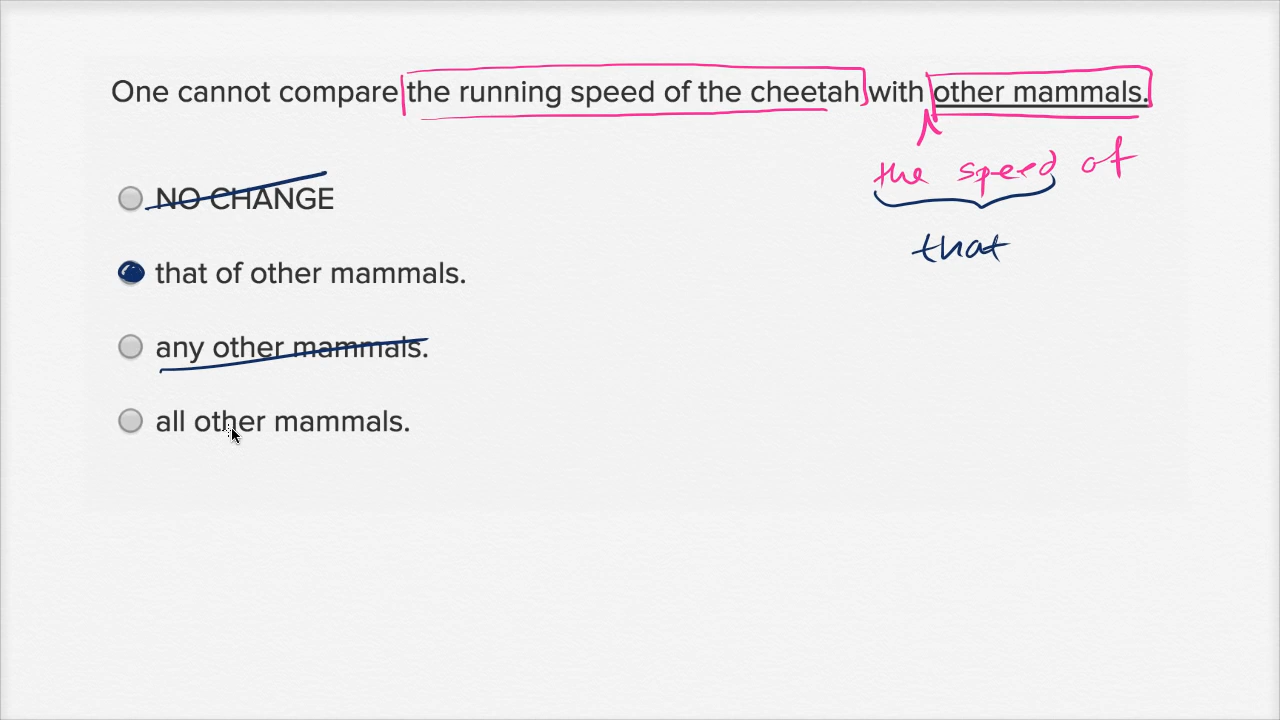 One cannot compare the running speed of the cheetah with other mammals.
the speed of
NO CHANGE
that
that of other mammals.
any other mammals.
all other mammals.